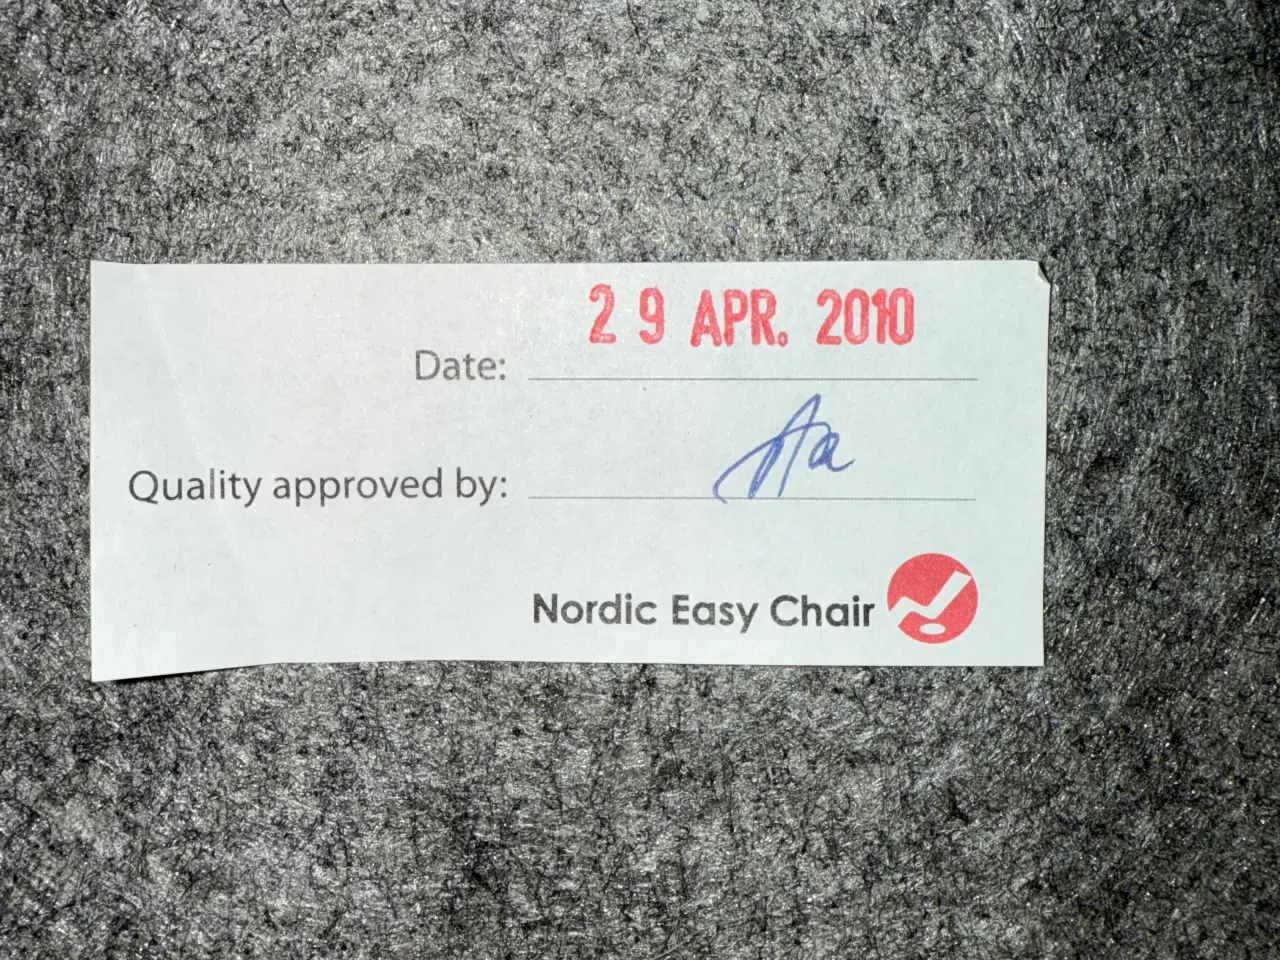 Date: 29 APR. 2010
Quality approved by:
Nordic Easy Chair